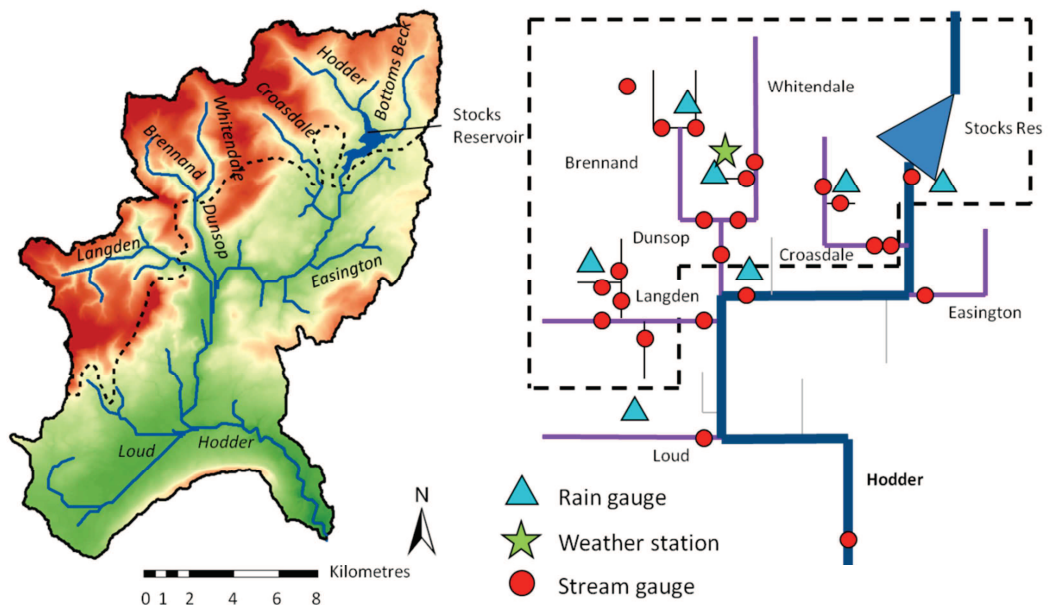 Hodder
Bottoms Beck
Croasdale
Whitendale
Brennand
Stocks
Reservoir
Dunsop
Langden
Easington
Loud
Hodder
N
Kilometres
0 1 2 4 6 8
Whitendale
Stocks Res
Brennand
Dunsop
Croasdale
Langden
Easington
Loud
Hodder
Rain gauge
Weather station
Stream gauge